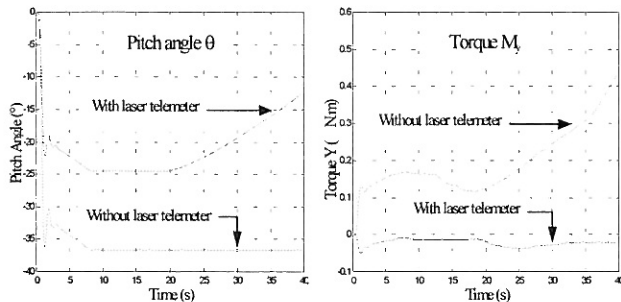 Pitch angle θ
0
-5
-10
-15
-20
-25
-30
-35
-40
Pitch Angle (°)
With laser telemeter
Without laser telemeter
0 5 10 15 20 25 30 35 40
Time (s)
Torque My
0.6
0.5
0.4
0.3
0.2
0.1
0
-0.1
Torque Y ( N.m)
Without laser telemeter
With laser telemeter
0 5 10 15 20 25 30 35 40
Time (s)